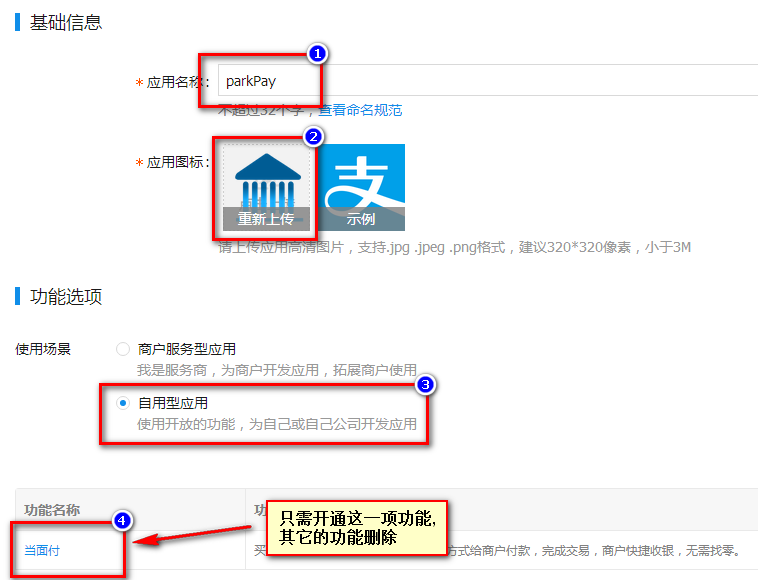 基础信息
1
* 应用名称: parkPay
不超过32个字，查看命名规范
2
* 应用图标: 支
重新上传 示例
请上传应用高清图片，支持.jpg .jpeg .png格式，建议320*320像素，小于3M
功能选项
使用场景 商户服务型应用
我是服务商，为商户开发应用，拓展商户使用
3
自用型应用
使用开放的功能，为自己或自己公司开发应用
功能名称
4
只需开通这一项功能,
其它的功能删除
当面付 买 方式给商户付款，完成交易，商户快捷收银，无需找零。